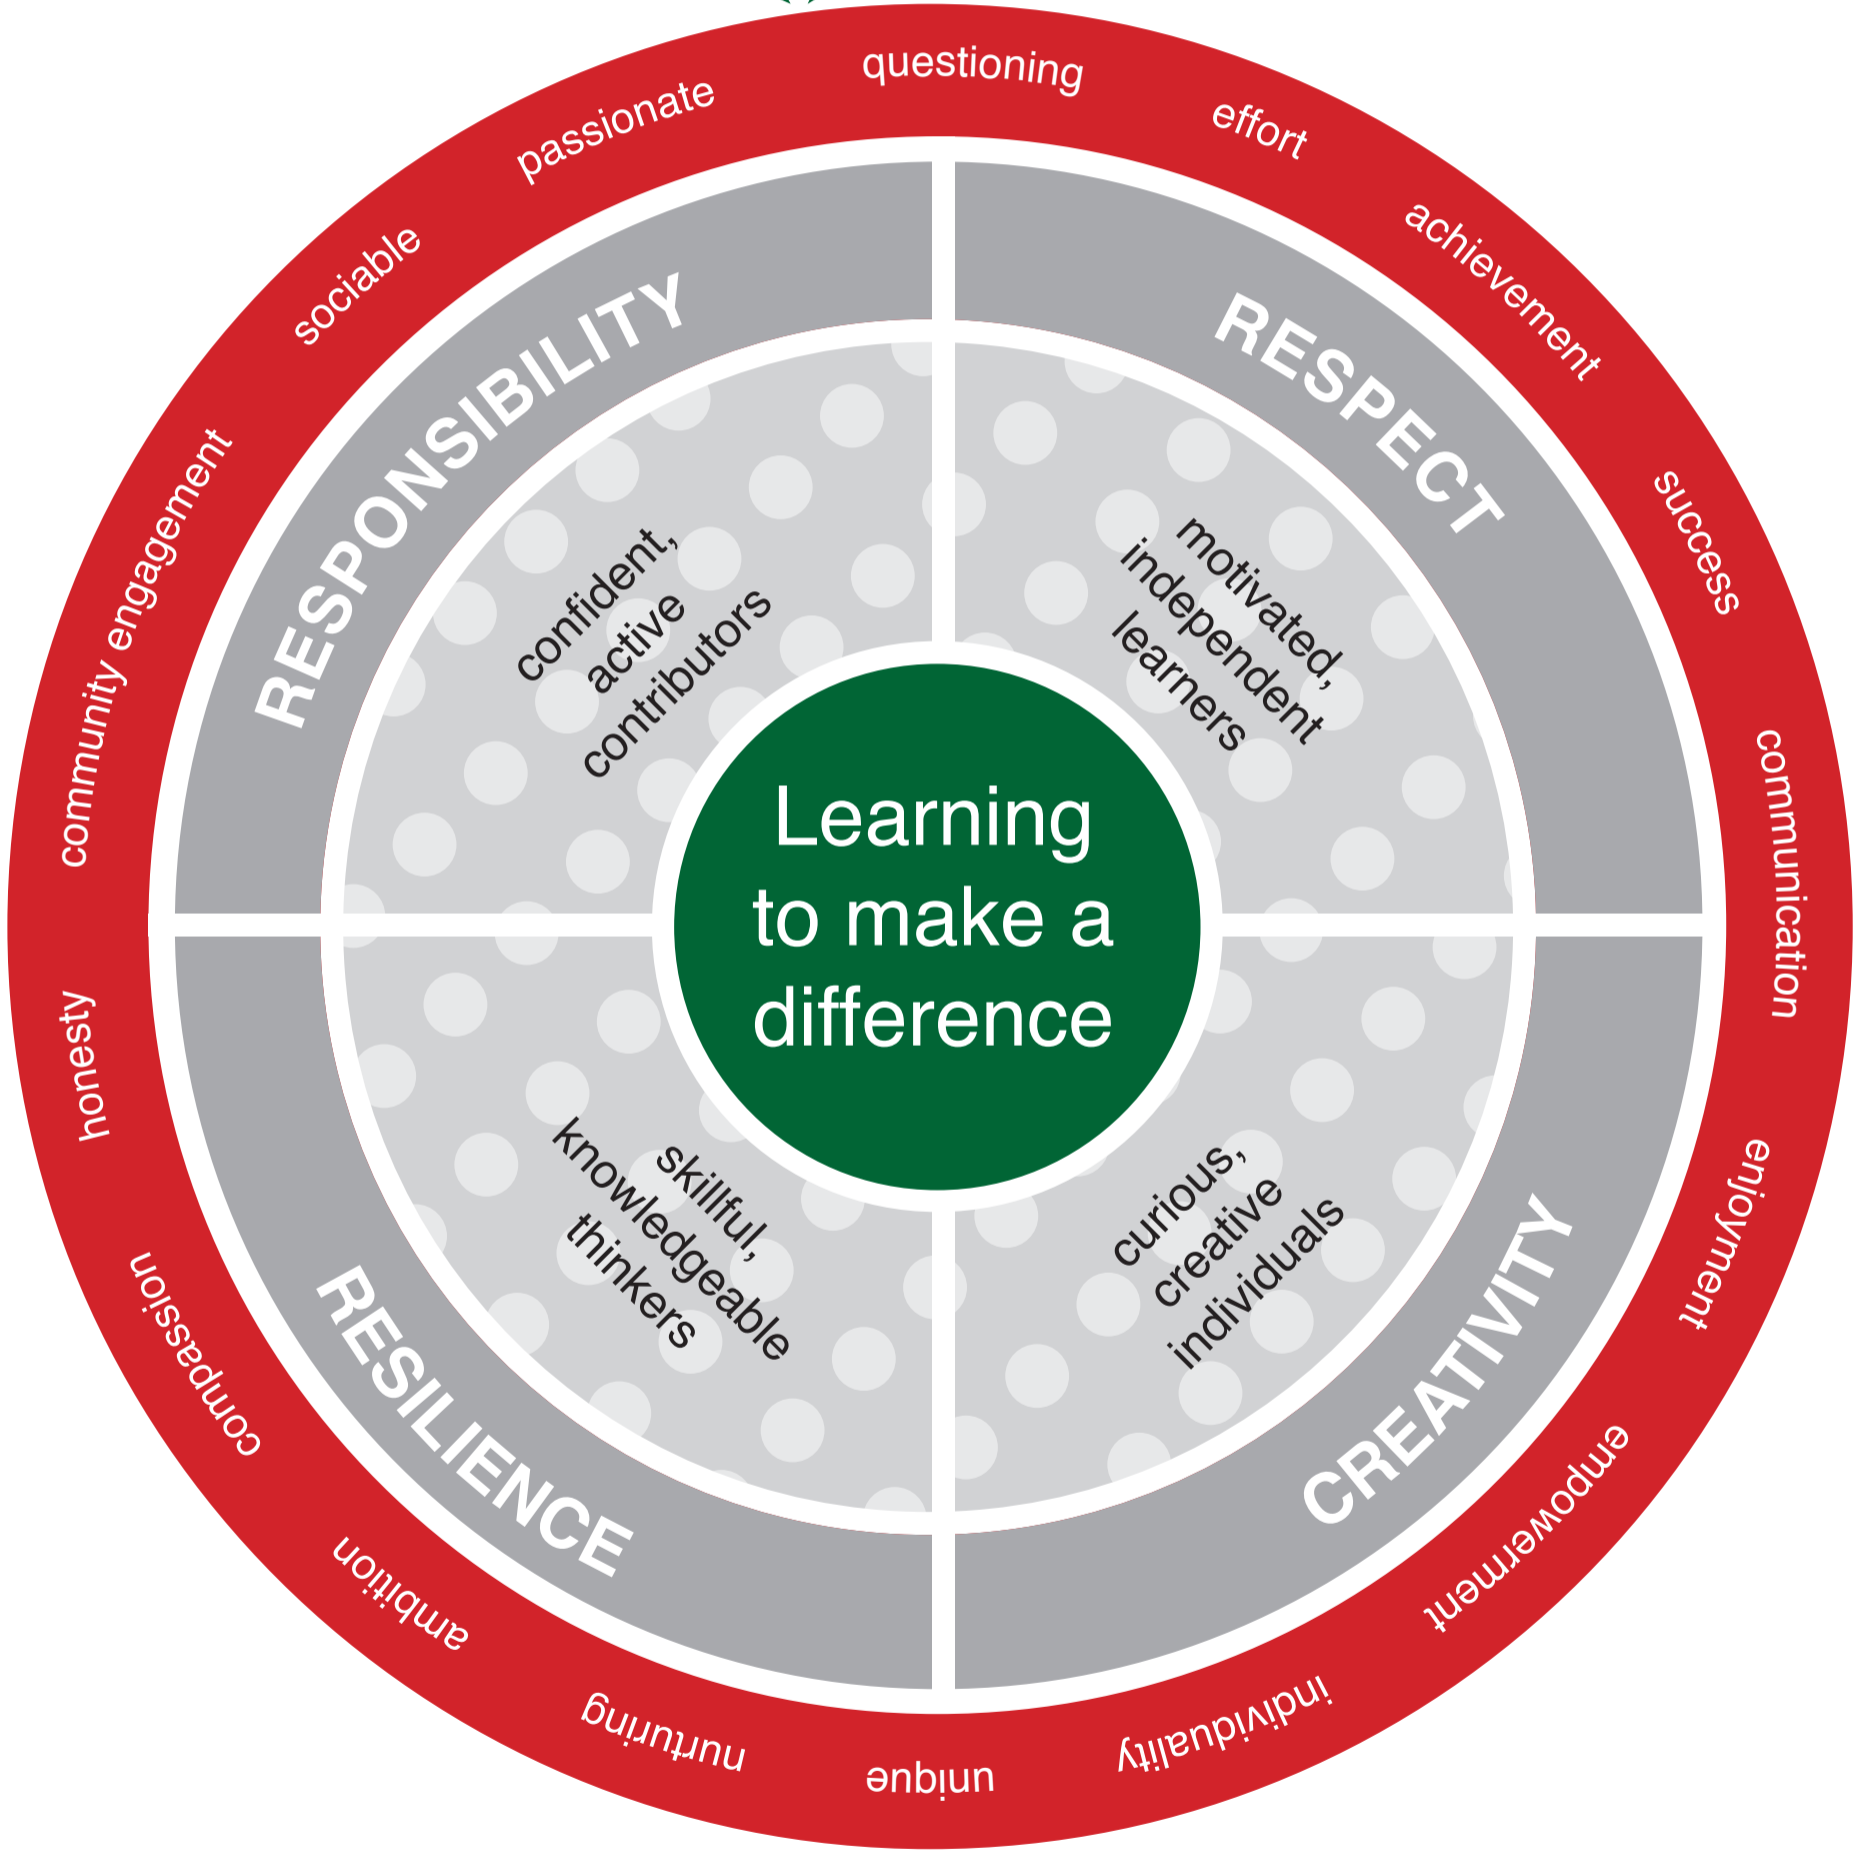 questioning
effort
achievement
success
communication
enjoyment
empowerment
individuality
unique
nurturing
ambition
compassion
honesty
community engagement
sociable
passionate
RESPONSIBILITY
RESPECT
CREATIVITY
RESILIENCE
confident,
active
contributors
motivated,
independent
learners
curious,
creative
individuals
skillful,
knowledgeable
thinkers
Learning
to make a
difference